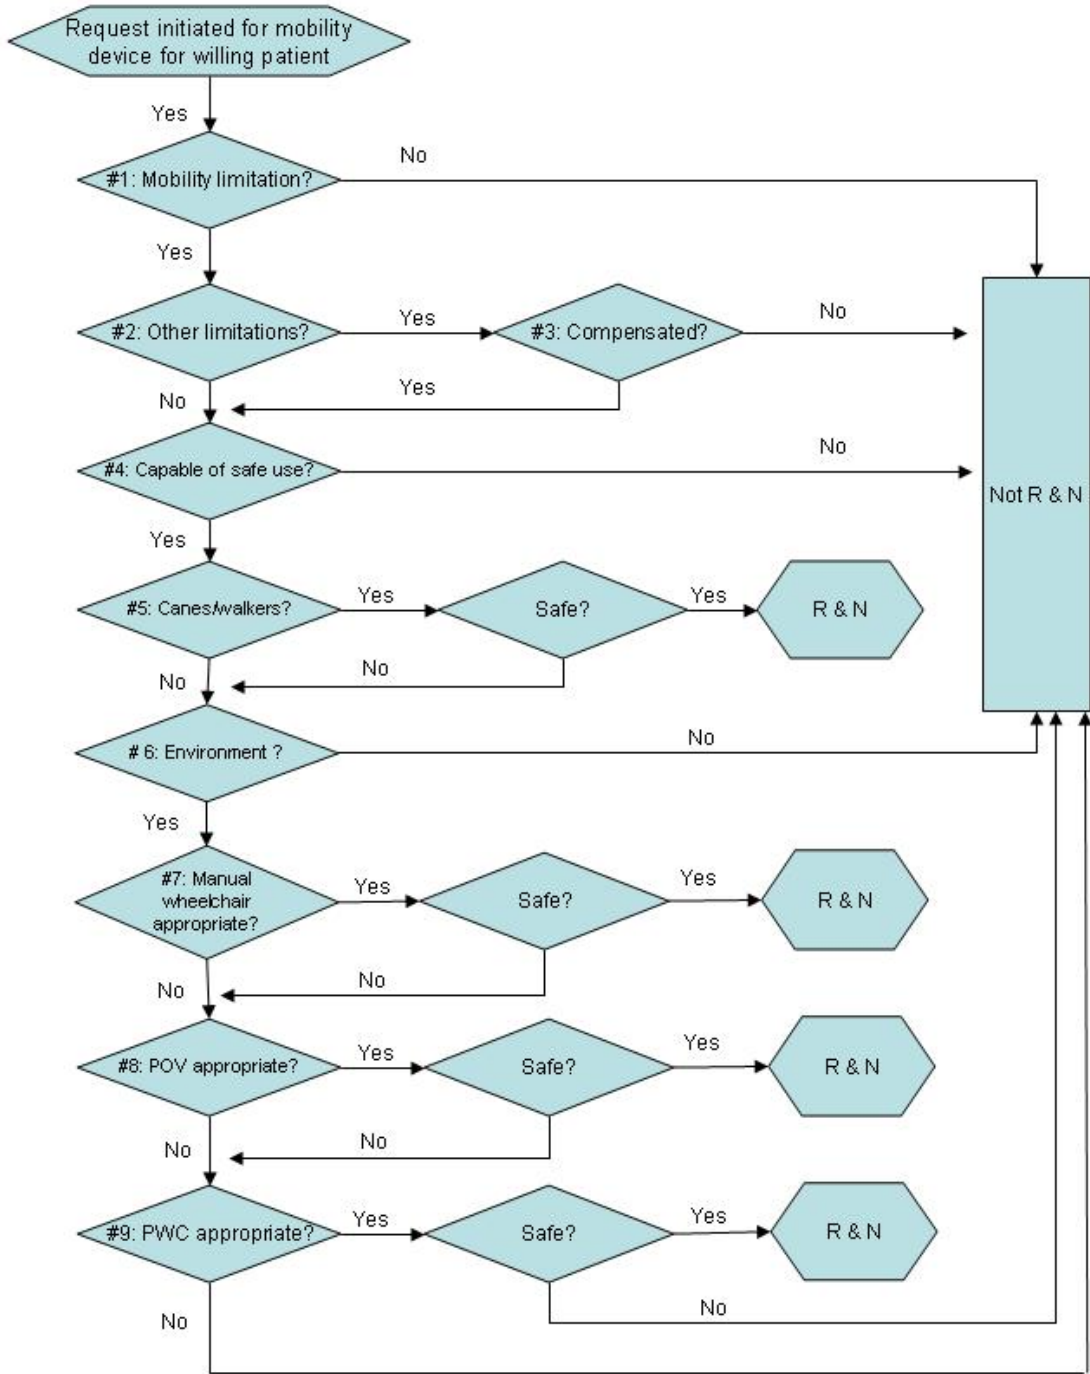 Request initiated for mobility
device for willing patient
Yes
No
#1: Mobility limitation?
Yes
#2: Other limitations?
Yes
#3: Compensated?
No
No
Yes
#4: Capable of safe use?
No
Not R & N
Yes
#5: Canes/walkers?
Yes
Safe?
Yes
R & N
No
No
# 6: Environment ?
No
Yes
#7: Manual
wheelchair
appropriate?
Yes
Safe?
Yes
R & N
No
No
#8: POV appropriate?
Yes
Safe?
Yes
R & N
No
No
#9: PWC appropriate?
Yes
Safe?
Yes
R & N
No
No